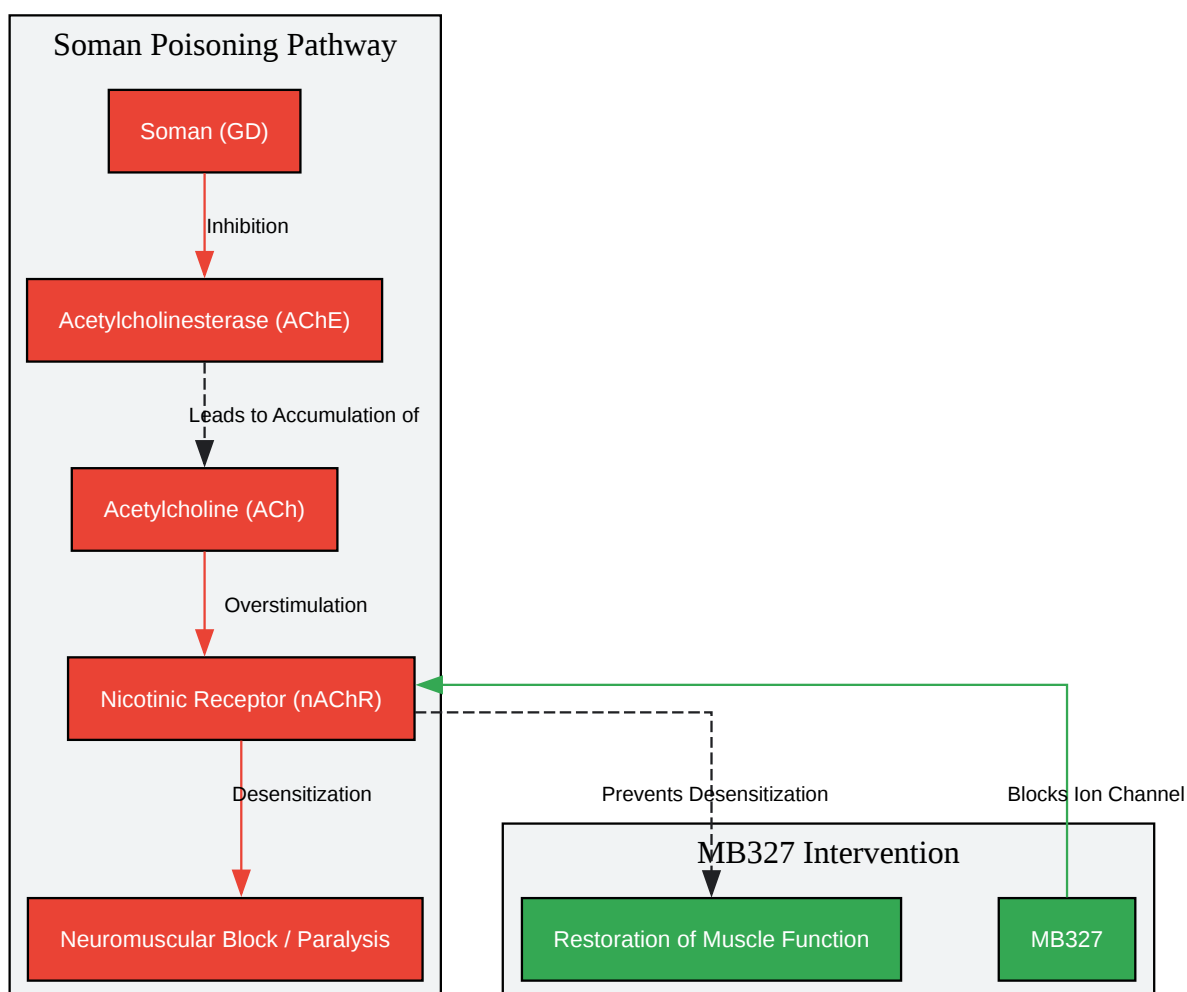 Soman Poisoning Pathway
Soman (GD)
Inhibition
Acetylcholinesterase (AChE)
Leads to Accumulation of
Acetylcholine (ACh)
Overstimulation
Nicotinic Receptor (nAChR)
Desensitization
Prevents Desensitization
Blocks Ion Channel
MB327 Intervention
Neuromuscular Block / Paralysis
Restoration of Muscle Function
MB327